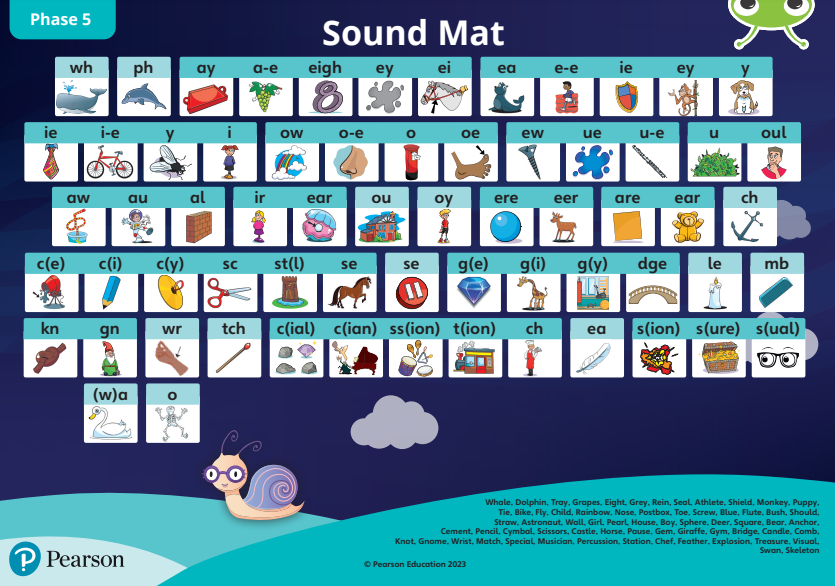 Phase 5
Sound Mat
wh ph ay a-e eigh ey ei ea e-e ie ey y
ie i-e y i ow o-e o oe ew ue u-e u oul
aw au al ir ear ou oy ere eer are ear ch
c(e) c(i) c(y) sc st(l) se se g(e) g(i) g(y) dge le mb
kn gn wr tch c(ial) c(ian) ss(ion) t(ion) ch ea s(ion) s(ure) s(ual)
(w)a o
Whale, Dolphin, Tray, Grapes, Eight, Grey, Rein, Seal, Athlete, Shield, Monkey, Puppy,
Tie, Bike, Fly, Child, Rainbow, Nose, Postbox, Toe, Screw, Blue, Flute, Bush, Should,
Straw, Astronaut, Wall, Girl, Pearl, House, Boy, Sphere, Deer, Square, Bear, Anchor,
Cement, Pencil, Cymbal, Scissors, Castle, Horse, Pause, Gem, Giraffe, Gym, Bridge, Candle, Comb,
Knot, Gnome, Wrist, Match, Special, Musician, Percussion, Station, Chef, Feather, Explosion, Treasure, Visual,
Swan, Skeleton
Pearson
© Pearson Education 2023